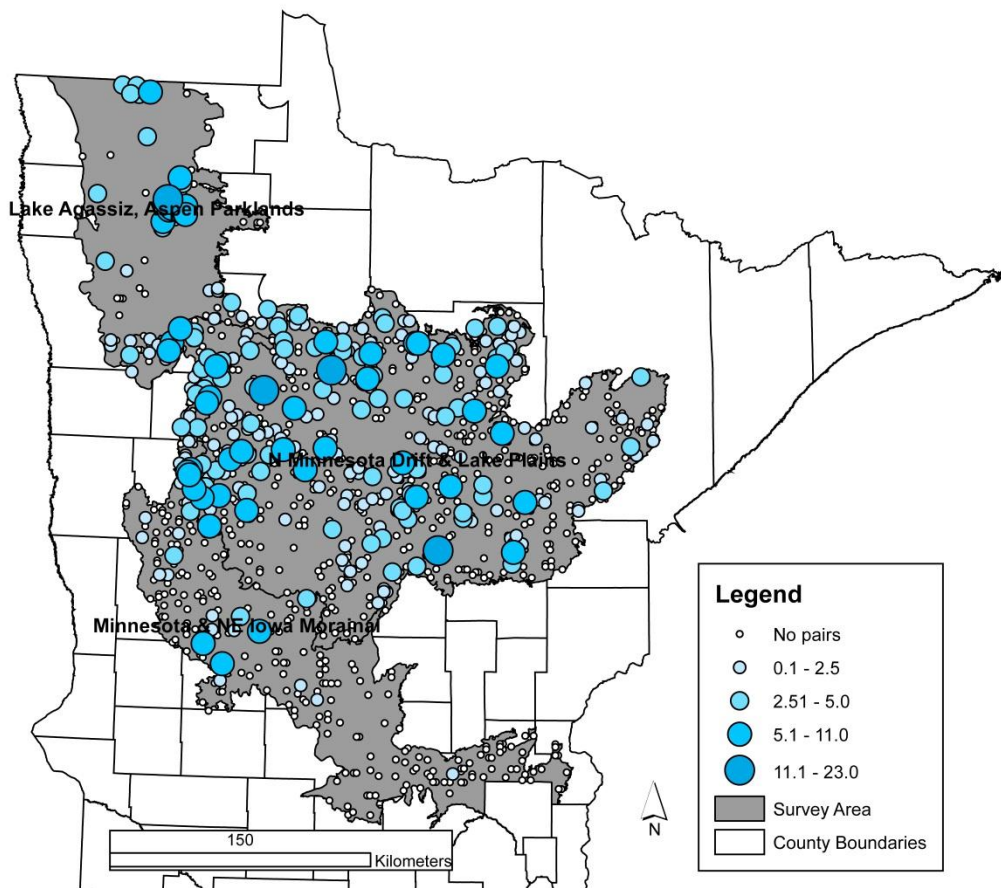 Lake Agassiz, Aspen Parklands
N Minnesota Drift & Lake Plains
Minnesota & NE Iowa Morainal
Legend
No pairs
0.1 - 2.5
2.51 - 5.0
5.1 - 11.0
11.1 - 23.0
Survey Area
County Boundaries
N
150
Kilometers